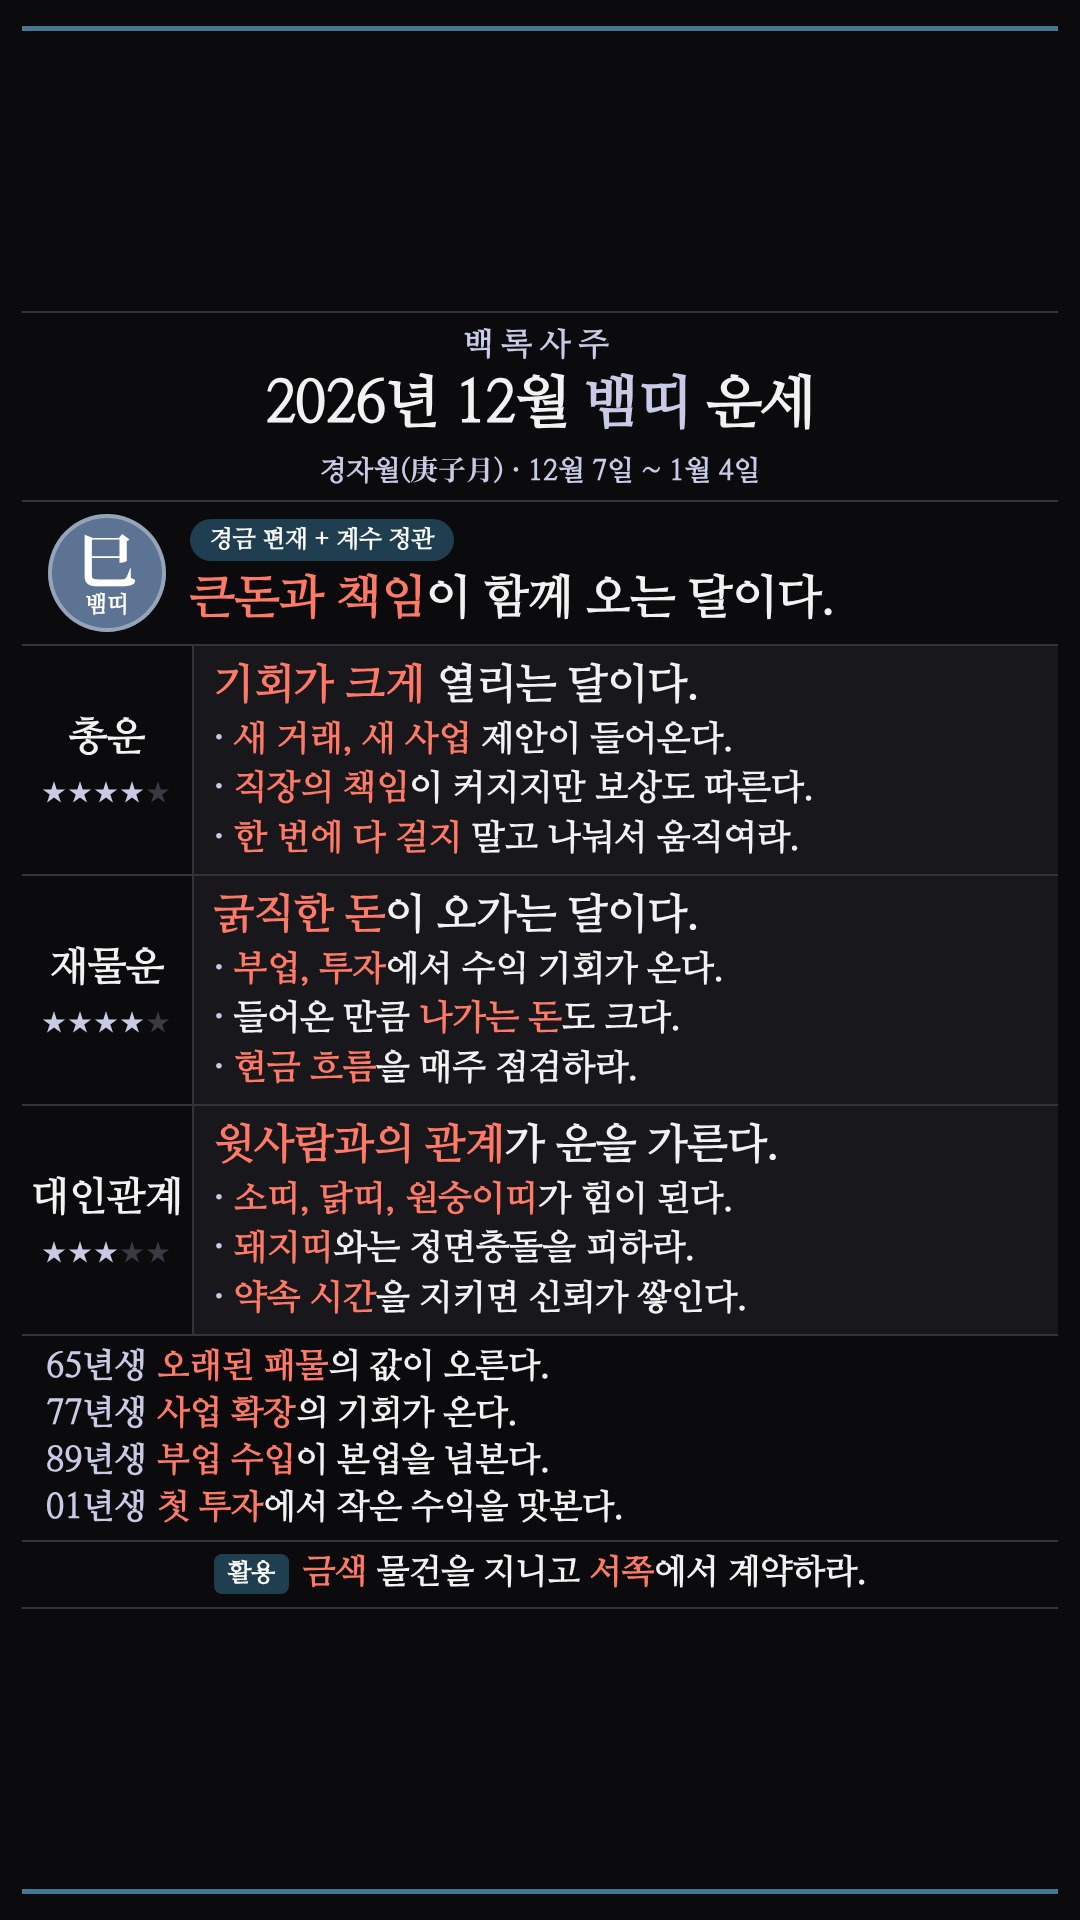 백록사주
2026년 12월 뱀띠 운세
경자월(庚子月) · 12월 7일 ~ 1월 4일
巳
뱀띠
경금 편재 + 계수 정관
큰돈과 책임이 함께 오는 달이다.
총운
★★★★★
기회가 크게 열리는 달이다.
· 새 거래, 새 사업 제안이 들어온다.
· 직장의 책임이 커지지만 보상도 따른다.
· 한 번에 다 걸지 말고 나눠서 움직여라.
재물운
★★★★★
굵직한 돈이 오가는 달이다.
· 부업, 투자에서 수익 기회가 온다.
· 들어온 만큼 나가는 돈도 크다.
· 현금 흐름을 매주 점검하라.
대인관계
★★★★★
윗사람과의 관계가 운을 가른다.
· 소띠, 닭띠, 원숭이띠가 힘이 된다.
· 돼지띠와는 정면충돌을 피하라.
· 약속 시간을 지키면 신뢰가 쌓인다.
65년생 오래된 패물의 값이 오른다.
77년생 사업 확장의 기회가 온다.
89년생 부업 수입이 본업을 넘본다.
01년생 첫 투자에서 작은 수익을 맛본다.
활용 금색 물건을 지니고 서쪽에서 계약하라.